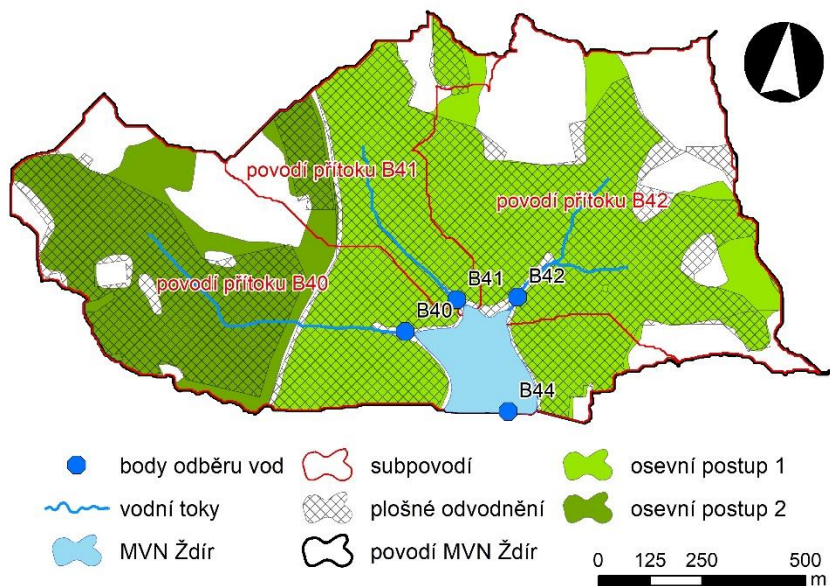 povodí přítoku B41
povodí přítoku B42
povodí přítoku B40
B41
B42
B40
B44
body odběru vod
subpovodí
osevní postup 1
vodní toky
plošné odvodnění
osevní postup 2
MVN Ždír
povodí MVN Ždír
0 125 250 500
m